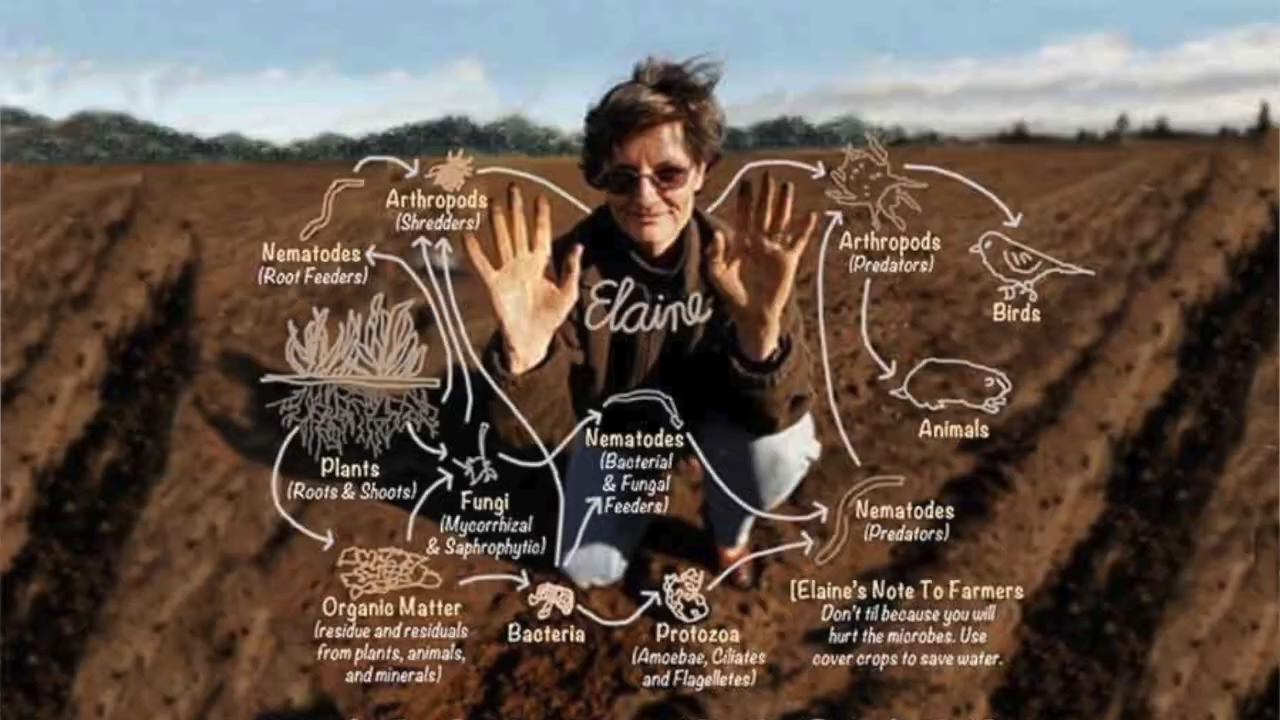 Arthropods
(Shredders)
Nematodes
(Root Feeders)
Elaine
Arthropods
(Predators)
Birds
Animals
Plants
(Roots & Shoots)
Fungi
(Mycorrhizal
& Saphrophytic)
Nematodes
(Bacterial
& Fungal
Feeders)
Nematodes
(Predators)
Organic Matter
(residue and residuals
from plants, animals,
and minerals)
Bacteria
Protozoa
(Amoebae, Ciliates
and Flagelletes)
[Elaine's Note To Farmers
Don't til because you will
hurt the microbes. Use
cover crops to save water.